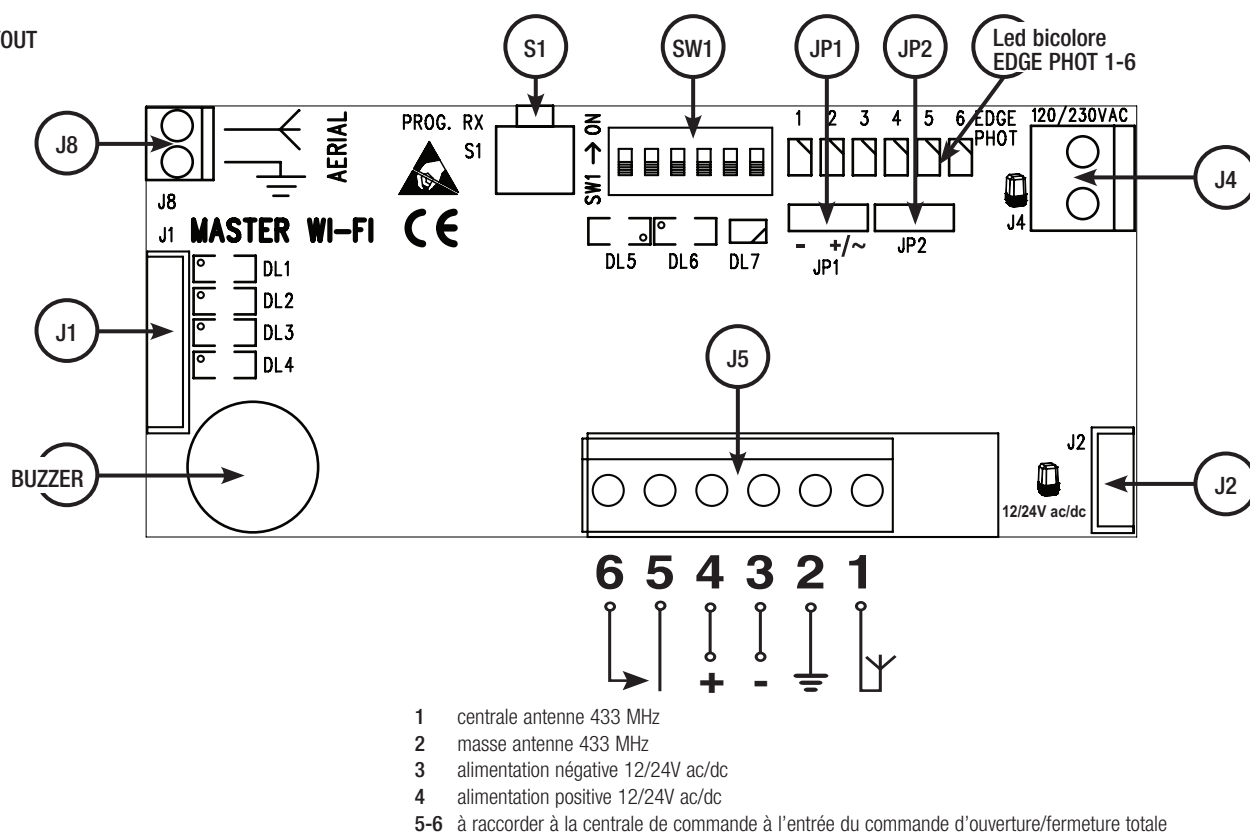 OUT
S1
SW1
JP1
JP2
Led bicolore
EDGE PHOT 1-6
J8
AERIAL
PROG. RX
S1
SW1 → ON
1 2 3 4 5 6 EDGE
PHOT
120/230VAC
J4
J4
J8
J1 MASTER WI-FI CE
DL5 DL6 DL7
- +/~
JP1
JP2
DL1
DL2
DL3
DL4
J1
J5
BUZZER
J2
12/24V ac/dc
J2
6 5 4 3 2 1
+ -
1 centrale antenne 433 MHz
2 masse antenne 433 MHz
3 alimentation négative 12/24V ac/dc
4 alimentation positive 12/24V ac/dc
5-6 à raccorder à la centrale de commande à l'entrée du commande d'ouverture/fermeture totale